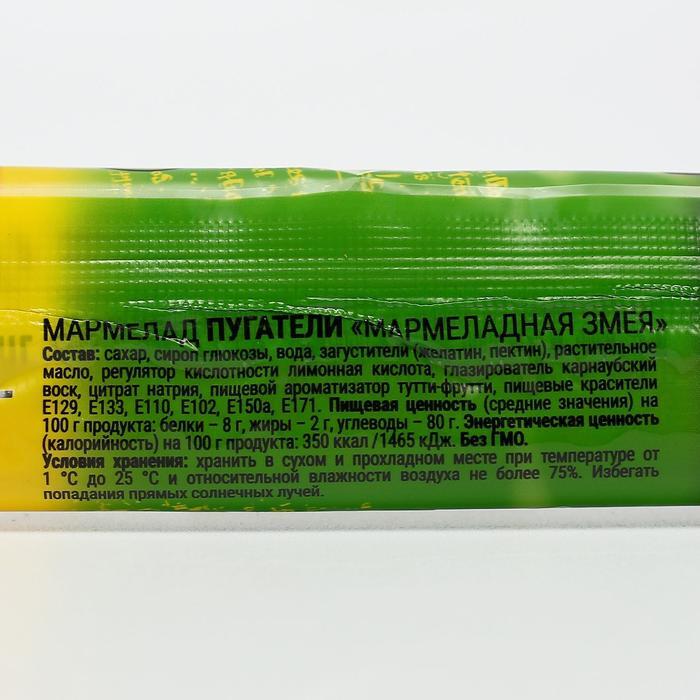 МАРМЕЛАД ПУГАТЕЛИ «МАРМЕЛАДНАЯ ЗМЕЯ»
Состав: сахар, сироп глюкозы, вода, загустители (желатин, пектин), растительное
масло, регулятор кислотности лимонная кислота, глазирователь карнаубский
воск, цитрат натрия, пищевой ароматизатор тутти-фрутти, пищевые красители
Е129, Е133, Е110, Е102, Е150а, Е171. Пищевая ценность (средние значения) на
100 г продукта: белки – 8 г, жиры – 2 г, углеводы – 80 г. Энергетическая ценность
(калорийность) на 100 г продукта: 350 ккал /1465 кДж. Без ГМО.
Условия хранения: хранить в сухом и прохладном месте при температуре от
1 °С до 25 °С и относительной влажности воздуха не более 75%. Избегать
попадания прямых солнечных лучей.